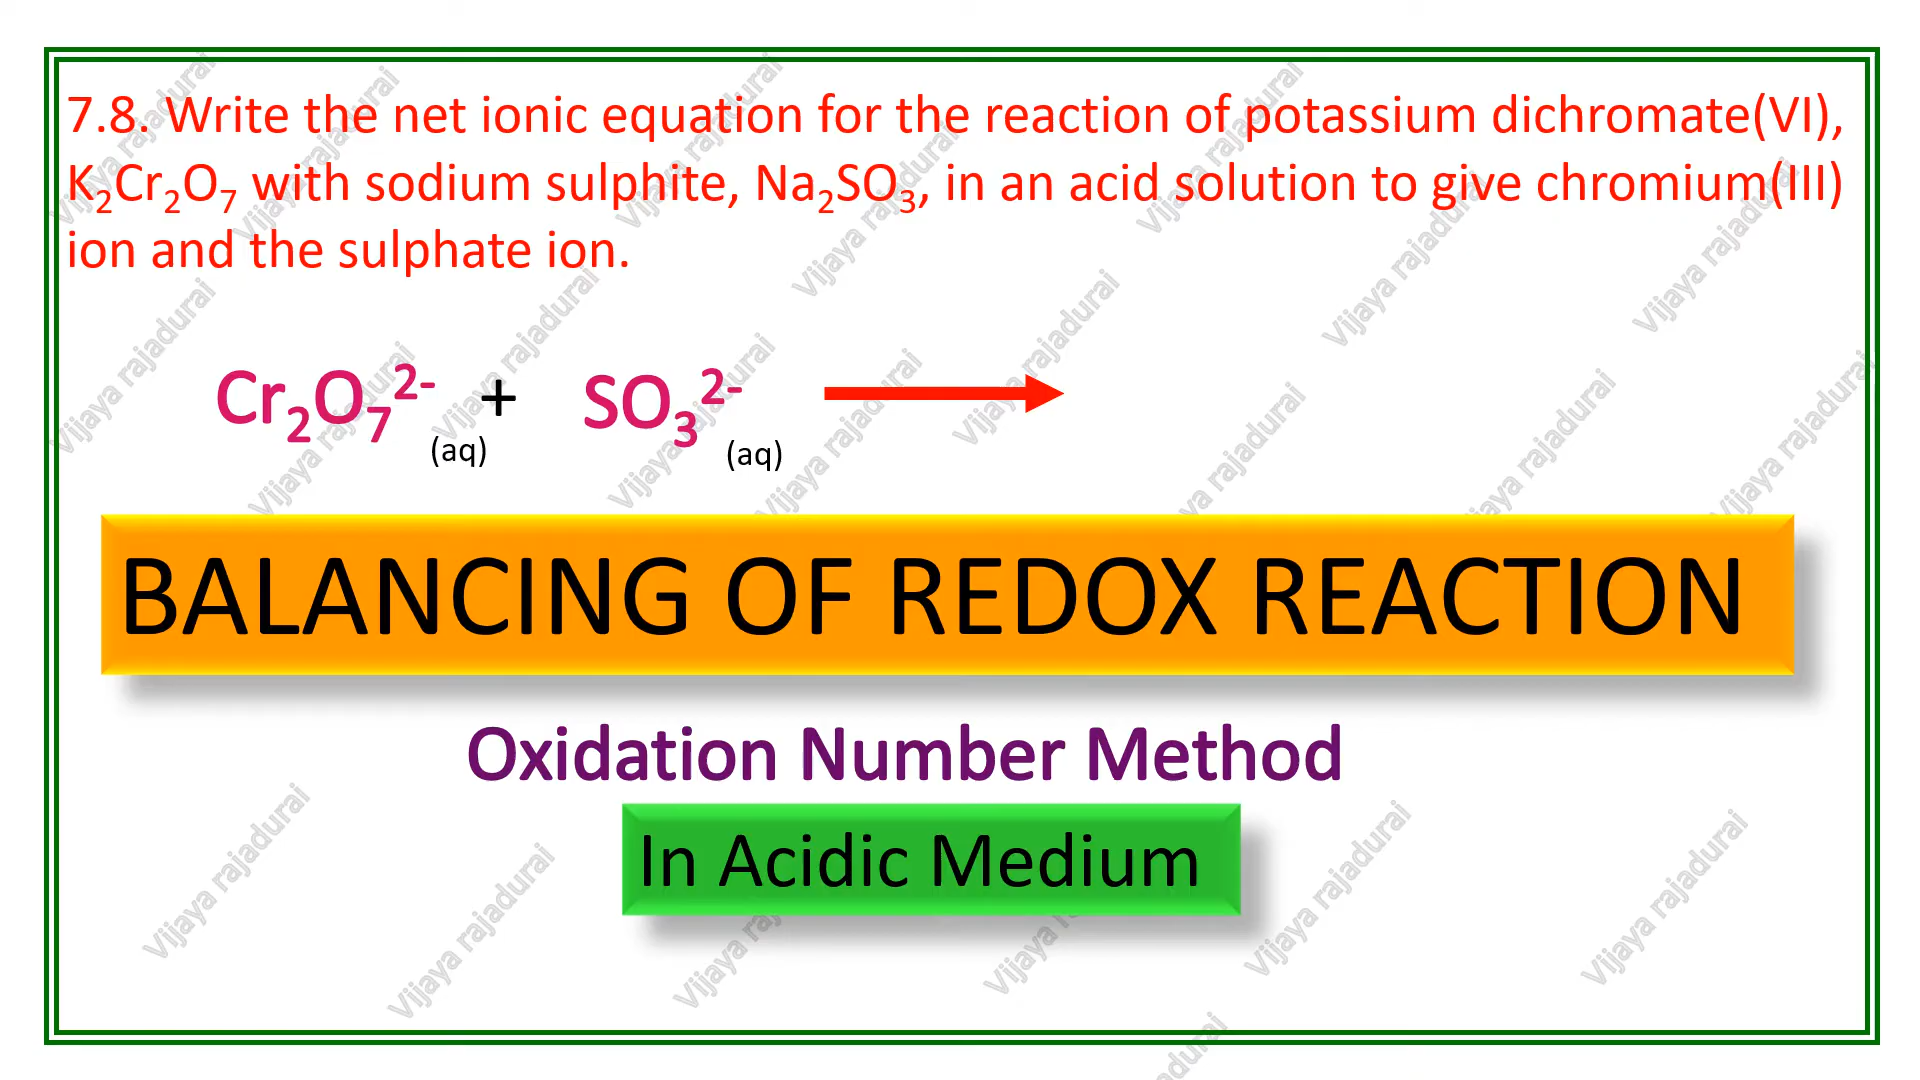 7.8. Write the net ionic equation for the reaction of potassium dichromate(VI),
K₂Cr₂O₇ with sodium sulphite, Na₂SO₃, in an acid solution to give chromium(III)
ion and the sulphate ion.
Cr₂O₇²⁻ (aq) + SO₃²⁻ (aq)
BALANCING OF REDOX REACTION
Oxidation Number Method
In Acidic Medium
Vijaya rajadurai